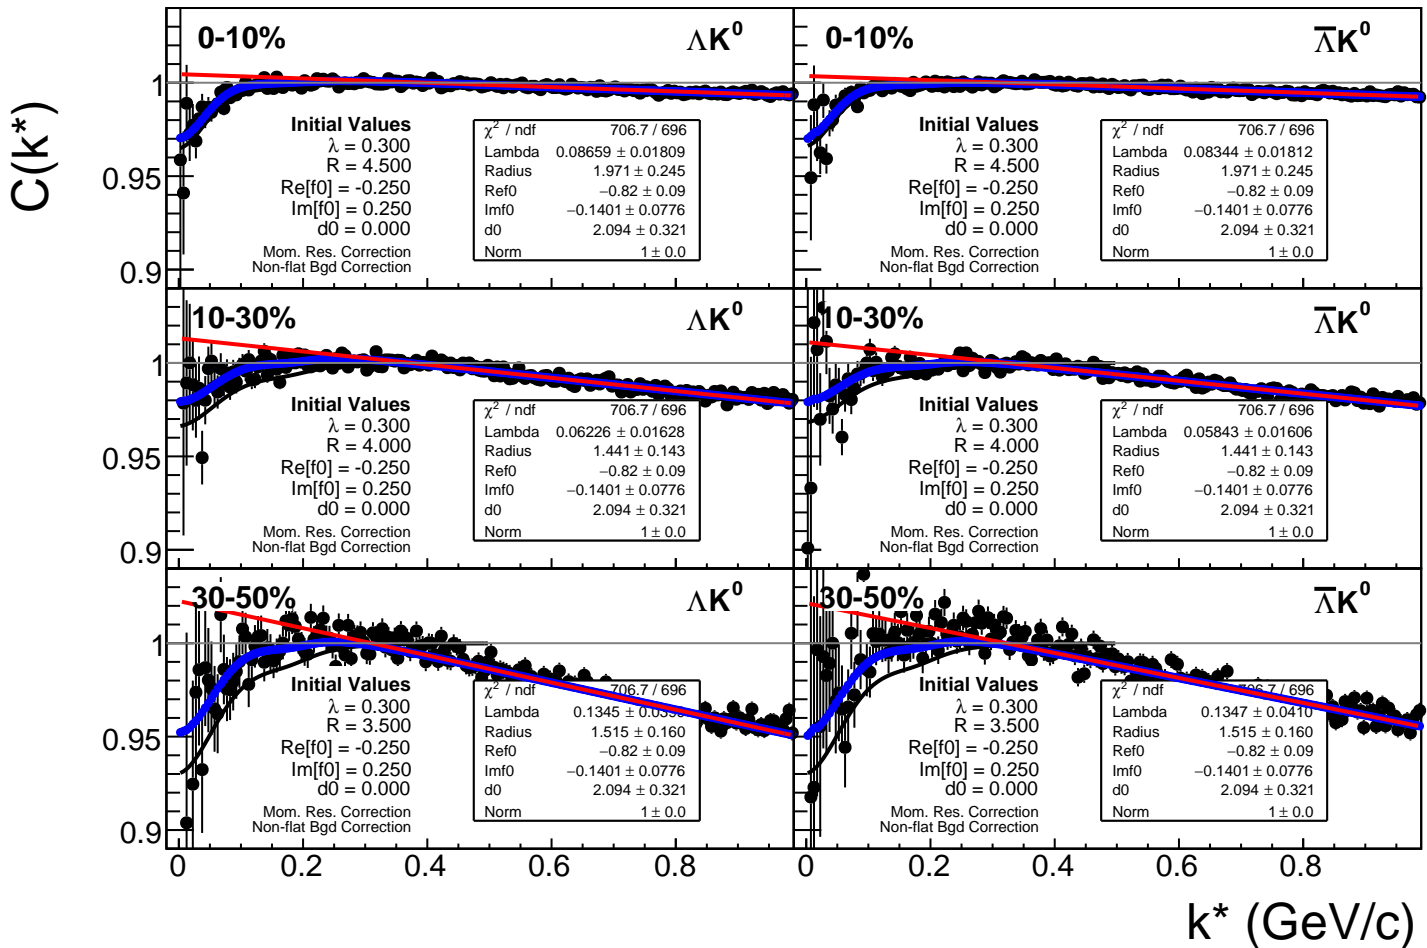 C(k*)
0-10%
ΛK⁰
1
0.95
0.9
Initial Values
λ = 0.300
R = 4.500
Re[f0] = -0.250
Im[f0] = 0.250
d0 = 0.000
Mom. Res. Correction
Non-flat Bgd Correction
χ² / ndf 706.7 / 696
Lambda 0.08659 ± 0.01809
Radius 1.971 ± 0.245
Ref0 −0.82 ± 0.09
Imf0 −0.1401 ± 0.0776
d0 2.094 ± 0.321
Norm 1 ± 0.0
0-10%
Λ̅K⁰
Initial Values
λ = 0.300
R = 4.500
Re[f0] = -0.250
Im[f0] = 0.250
d0 = 0.000
Mom. Res. Correction
Non-flat Bgd Correction
χ² / ndf 706.7 / 696
Lambda 0.08344 ± 0.01812
Radius 1.971 ± 0.245
Ref0 −0.82 ± 0.09
Imf0 −0.1401 ± 0.0776
d0 2.094 ± 0.321
Norm 1 ± 0.0
10-30%
ΛK⁰
1
0.95
0.9
Initial Values
λ = 0.300
R = 4.000
Re[f0] = -0.250
Im[f0] = 0.250
d0 = 0.000
Mom. Res. Correction
Non-flat Bgd Correction
χ² / ndf 706.7 / 696
Lambda 0.06226 ± 0.01628
Radius 1.441 ± 0.143
Ref0 −0.82 ± 0.09
Imf0 −0.1401 ± 0.0776
d0 2.094 ± 0.321
Norm 1 ± 0.0
10-30%
Λ̅K⁰
Initial Values
λ = 0.300
R = 4.000
Re[f0] = -0.250
Im[f0] = 0.250
d0 = 0.000
Mom. Res. Correction
Non-flat Bgd Correction
χ² / ndf 706.7 / 696
Lambda 0.05843 ± 0.01606
Radius 1.441 ± 0.143
Ref0 −0.82 ± 0.09
Imf0 −0.1401 ± 0.0776
d0 2.094 ± 0.321
Norm 1 ± 0.0
30-50%
ΛK⁰
1
0.95
0.9
Initial Values
λ = 0.300
R = 3.500
Re[f0] = -0.250
Im[f0] = 0.250
d0 = 0.000
Mom. Res. Correction
Non-flat Bgd Correction
χ² / ndf 706.7 / 696
Lambda 0.1345 ±
Radius 1.515 ± 0.160
Ref0 −0.82 ± 0.09
Imf0 −0.1401 ± 0.0776
d0 2.094 ± 0.321
Norm 1 ± 0.0
30-50%
Λ̅K⁰
Initial Values
λ = 0.300
R = 3.500
Re[f0] = -0.250
Im[f0] = 0.250
d0 = 0.000
Mom. Res. Correction
Non-flat Bgd Correction
χ² / ndf 706.7 / 696
Lambda 0.1347 ± 0.0410
Radius 1.515 ± 0.160
Ref0 −0.82 ± 0.09
Imf0 −0.1401 ± 0.0776
d0 2.094 ± 0.321
Norm 1 ± 0.0
0 0.2 0.4 0.6 0.8 0 0.2 0.4 0.6 0.8
k* (GeV/c)